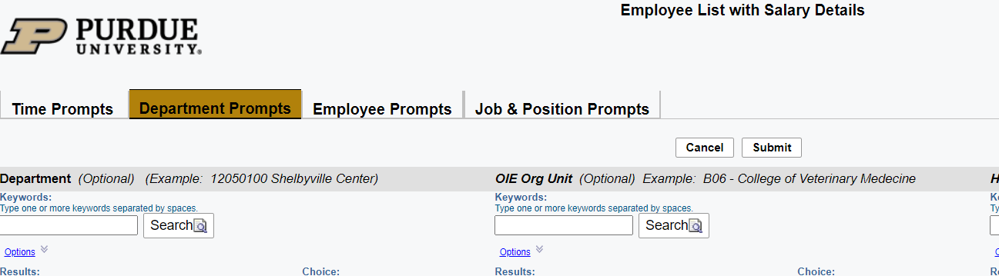 Employee List with Salary Details
PURDUE
UNIVERSITY.
Time Prompts Department Prompts Employee Prompts Job & Position Prompts
Cancel Submit
Department (Optional) (Example: 12050100 Shelbyville Center) OIE Org Unit (Optional) Example: B06 - College of Veterinary Medecine H
Keywords: Keywords: Ke
Type one or more keywords separated by spaces. Type one or more keywords separated by spaces. Ty
Search Search
Options Options
Results: Choice: Results: Choice: Re